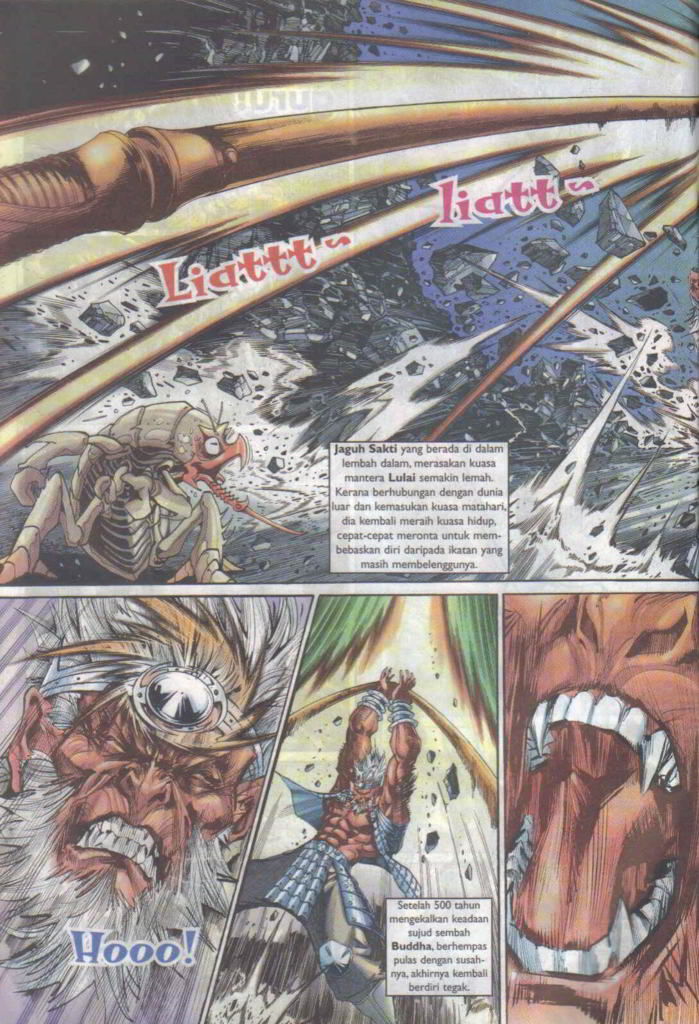 liatt~
Liattt~
Jaguh Sakti yang berada di dalam
lembah dalam, merasakan kuasa
mantera Lulai semakin lemah.
Kerana berhubungan dengan dunia
luar dan kemasukan kuasa matahari,
dia kembali meraih kuasa hidup,
cepat-cepat meronta untuk mem-
bebaskan diri daripada ikatan yang
masih membelenggunya.
Hooo!
Setelah 500 tahun
mengekalkan keadaan
sujud sembah
Buddha, berhempas
pulas dengan susah-
nya, akhirnya kembali
berdiri tegak.